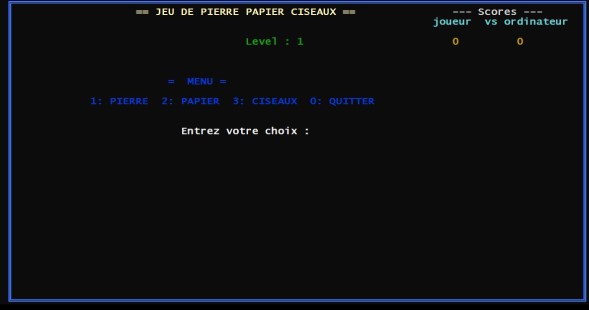 == JEU DE PIERRE PAPIER CISEAUX ==
--- Scores ---
joueur vs ordinateur
Level : 1
0 0
= MENU =
1: PIERRE 2: PAPIER 3: CISEAUX 0: QUITTER
Entrez votre choix :